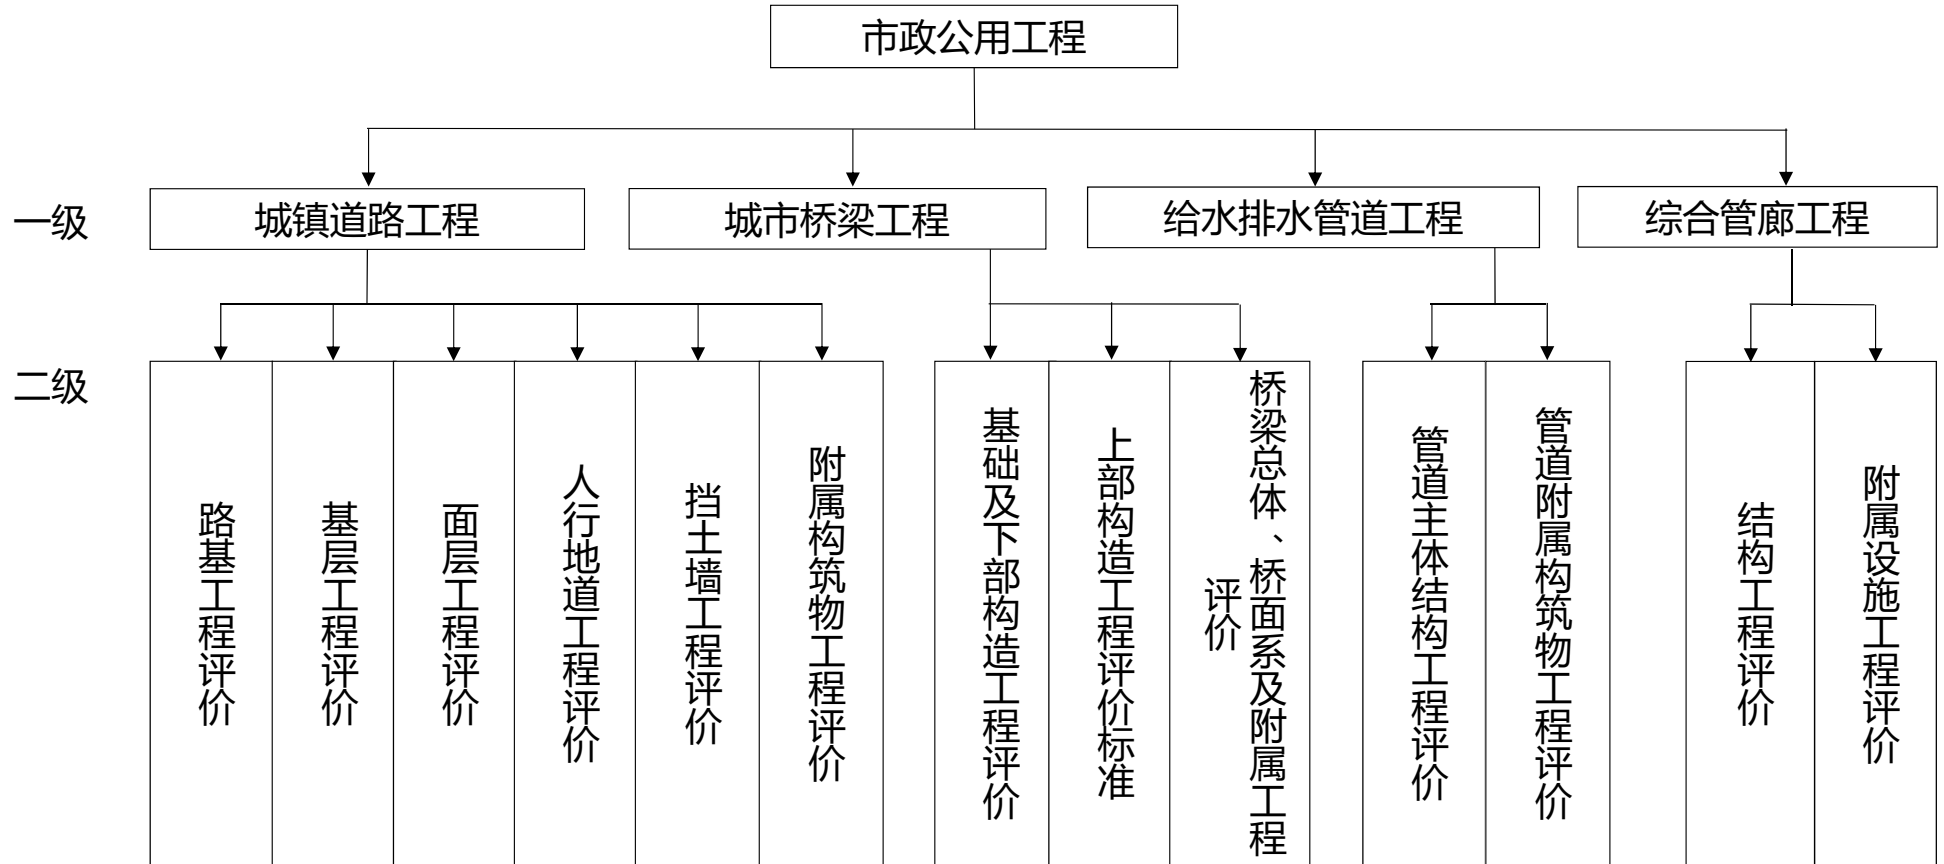 市政公用工程
一级
城镇道路工程
城市桥梁工程
给水排水管道工程
综合管廊工程
二级
路基工程评价
基层工程评价
面层工程评价
人行地道工程评价
挡土墙工程评价
附属构筑物工程评价
基础及下部构造工程评价
上部构造工程评价标准
桥梁总体、桥面系及附属工程
评价
管道主体结构工程评价
管道附属构筑物工程评价
结构工程评价
附属设施工程评价